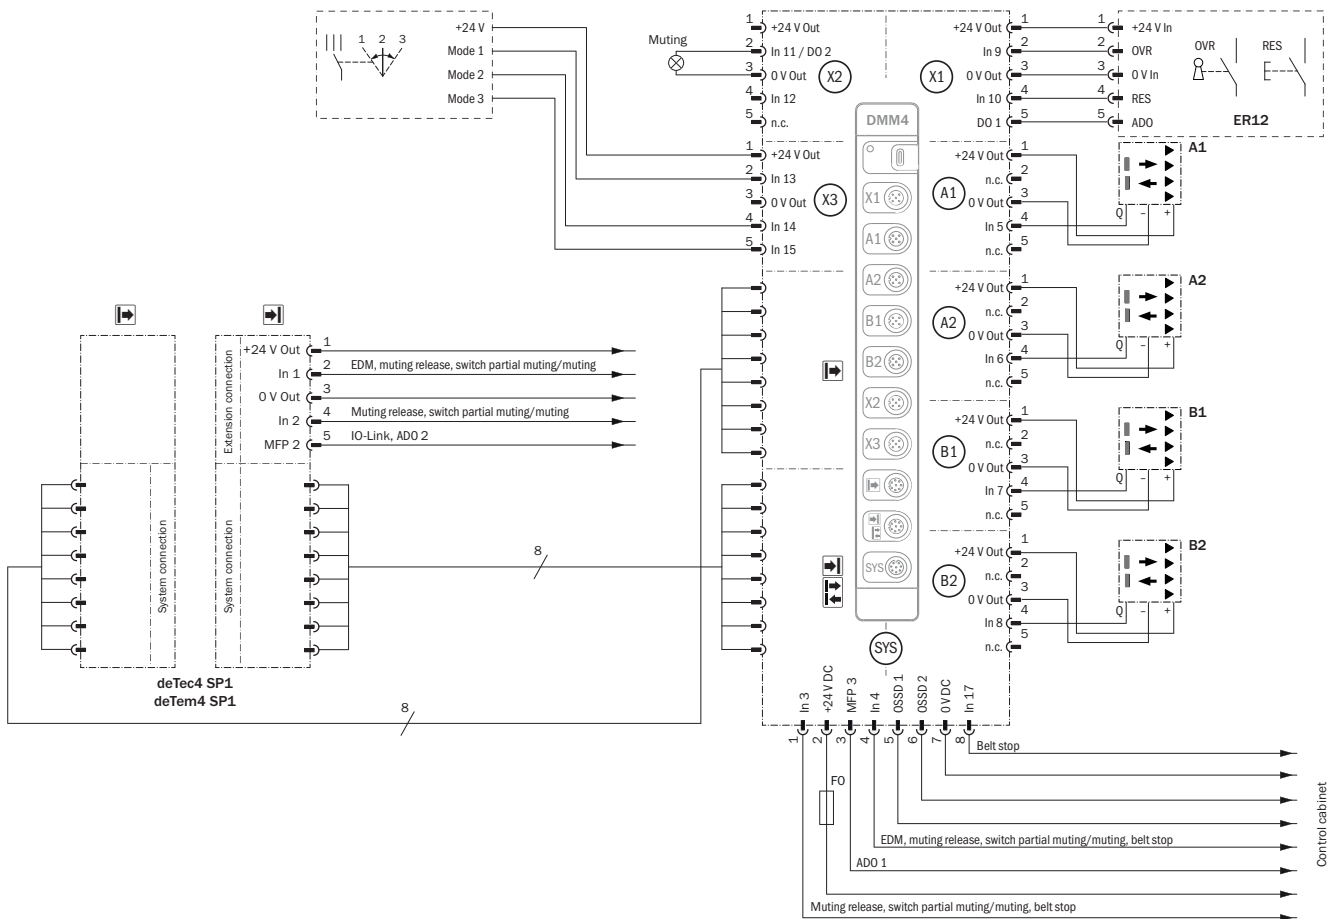 1 2 3
+24 V
Mode 1
Mode 2
Mode 3
Muting
1 +24 V Out
2 In 11 / DO 2
3 0 V Out
4 In 12
5 n.c.
X2
X1
+24 V Out 1
In 9 2
0 V Out 3
In 10 4
DO 1 5
1 +24 V In
2 OVR
3 0 V In
4 RES
5 ADO
OVR
RES
ER12
DMM4
X1
A1
A2
B1
B2
X2
X3
SYS
1 +24 V Out
2 In 13
3 0 V Out
4 In 14
5 In 15
X3
A1
+24 V Out 1
n.c. 2
0 V Out 3
In 5 4
n.c. 5
A1
Q – +
A2
+24 V Out 1
n.c. 2
0 V Out 3
In 6 4
n.c. 5
A2
Q – +
B1
+24 V Out 1
n.c. 2
0 V Out 3
In 7 4
n.c. 5
B1
Q – +
B2
+24 V Out 1
n.c. 2
0 V Out 3
In 8 4
n.c. 5
B2
Q – +
Extension connection
+24 V Out 1
In 1 2 EDM, muting release, switch partial muting/muting
0 V Out 3
In 2 4 Muting release, switch partial muting/muting
MFP 2 5 IO-Link, ADO 2
System connection
System connection
8
deTec4 SP1
deTem4 SP1
8
SYS
In 3
+24 V DC
MFP 3
In 4
OSSD 1
OSSD 2
0 V DC
In 17
1 2 3 4 5 6 7 8
Belt stop
F0
EDM, muting release, switch partial muting/muting, belt stop
ADO 1
Muting release, switch partial muting/muting, belt stop
Control cabinet